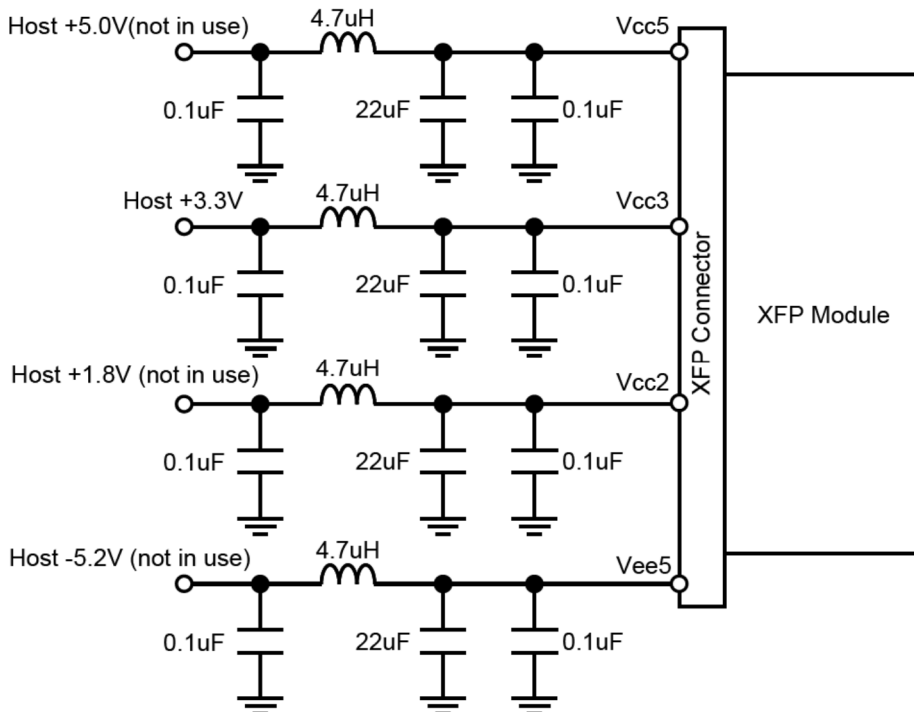 Host +5.0V(not in use)
4.7uH
Vcc5
0.1uF
22uF
0.1uF
Host +3.3V
4.7uH
Vcc3
0.1uF
22uF
0.1uF
XFP Connector
XFP Module
Host +1.8V (not in use)
4.7uH
Vcc2
0.1uF
22uF
0.1uF
Host -5.2V (not in use)
4.7uH
Vee5
0.1uF
22uF
0.1uF